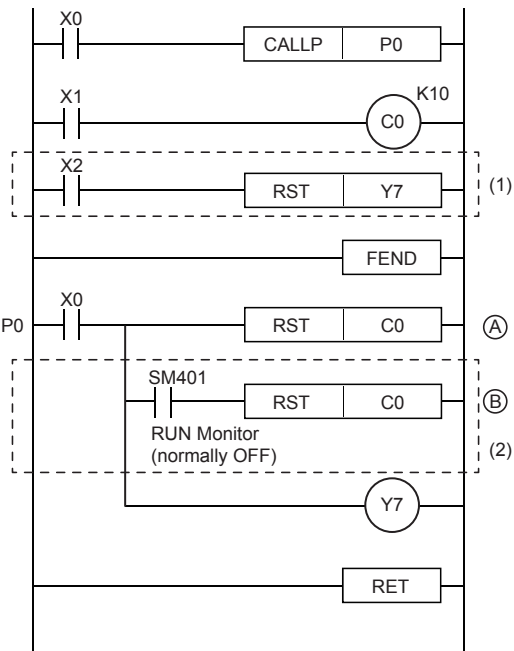 X0
CALLP P0
X1
K10
C0
X2
RST Y7
(1)
FEND
X0
P0
RST C0
Ⓐ
SM401
RST C0
Ⓑ
RUN Monitor
(normally OFF)
(2)
Y7
RET